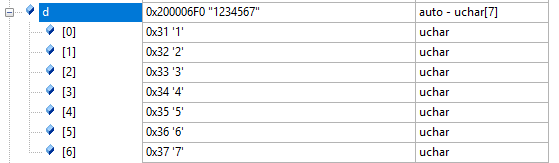 d 0x200006F0 "1234567" auto - uchar[7]
[0] 0x31 '1' uchar
[1] 0x32 '2' uchar
[2] 0x33 '3' uchar
[3] 0x34 '4' uchar
[4] 0x35 '5' uchar
[5] 0x36 '6' uchar
[6] 0x37 '7' uchar